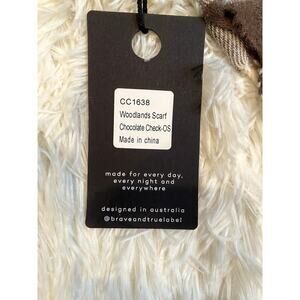 CC1638
Woodlands Scarf
Chocolate Check-OS
Made in china
made for every day,
every night and
everywhere
designed in australia
@braveandtruelabel